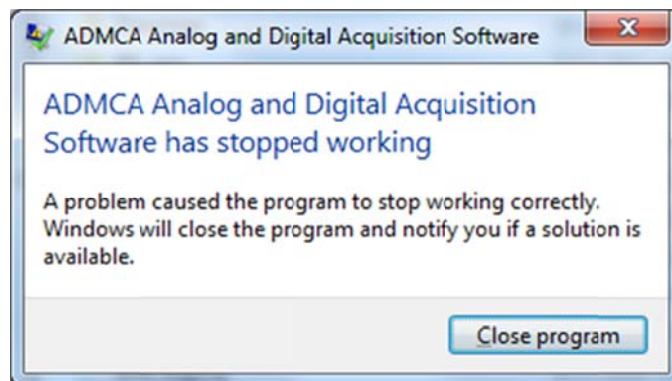 ADMCA Analog and Digital Acquisition Software
ADMCA Analog and Digital Acquisition
Software has stopped working
A problem caused the program to stop working correctly.
Windows will close the program and notify you if a solution is
available.
Close program